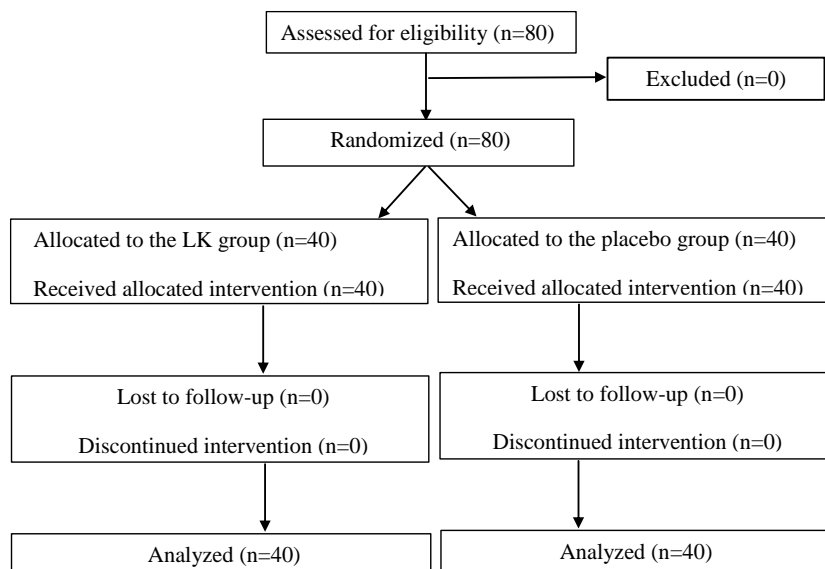 Assessed for eligibility (n=80)
Excluded (n=0)
Randomized (n=80)
Allocated to the LK group (n=40)
Received allocated intervention (n=40)
Allocated to the placebo group (n=40)
Received allocated intervention (n=40)
Lost to follow-up (n=0)
Discontinued intervention (n=0)
Lost to follow-up (n=0)
Discontinued intervention (n=0)
Analyzed (n=40)
Analyzed (n=40)